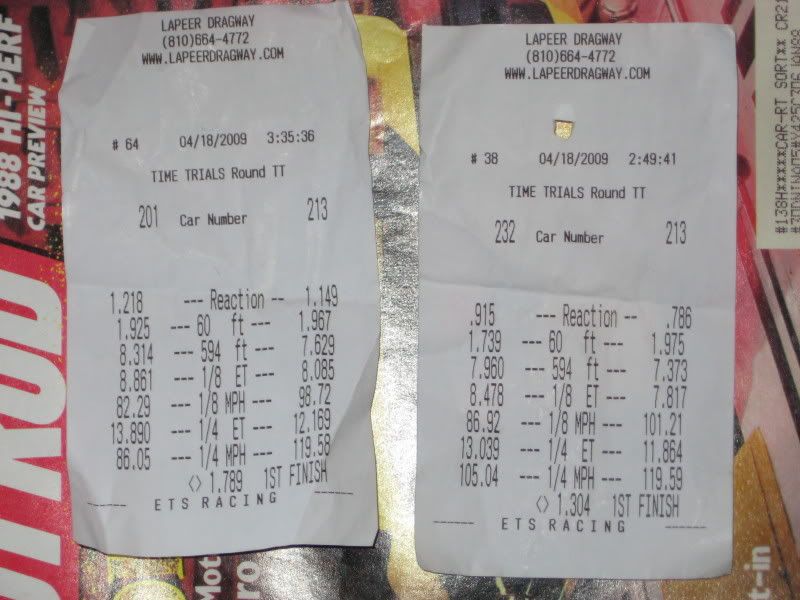 LAPEER DRAGWAY
(810)664-4772
WWW.LAPEERDRAGWAY.COM
# 64 04/18/2009 3:35:36
TIME TRIALS Round TT
201 Car Number 213
1.218 --- Reaction -- 1.149
1.925 --- 60 ft --- 1.967
8.314 --- 594 ft --- 7.629
8.861 --- 1/8 ET --- 8.085
82.29 --- 1/8 MPH --- 98.72
13.890 --- 1/4 ET --- 12.169
86.05 --- 1/4 MPH --- 119.58
<> 1.789 1ST FINISH
ETS RACING
LAPEER DRAGWAY
(810)664-4772
WWW.LAPEERDRAGWAY.COM
# 38 04/18/2009 2:49:41
TIME TRIALS Round TT
232 Car Number 213
.915 --- Reaction -- .786
1.739 --- 60 ft --- 1.975
7.960 --- 594 ft --- 7.373
8.478 --- 1/8 ET --- 7.817
86.92 --- 1/8 MPH --- 101.21
13.039 --- 1/4 ET --- 11.864
105.04 --- 1/4 MPH --- 119.59
<> 1.304 1ST FINISH
ETS RACING
1988 HI-PERF
CAR PREVIEW
ROD
Mot
ro
t-in